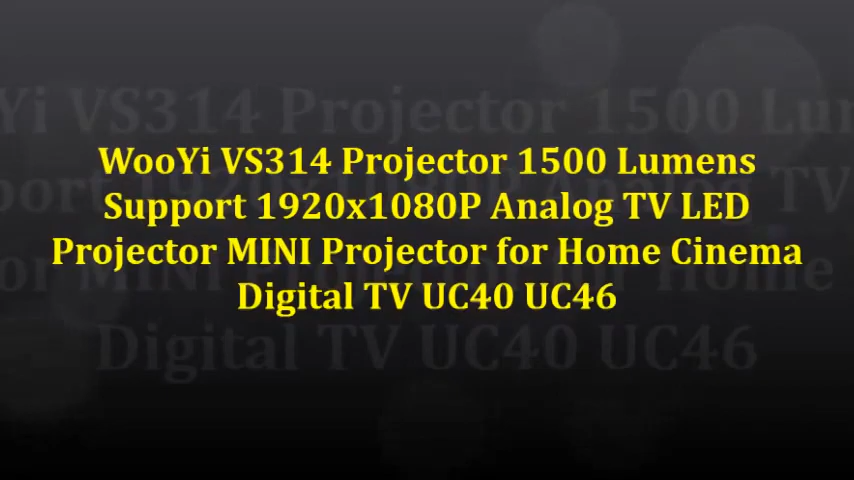 WooYi VS314 Projector 1500 Lumens
Support 1920x1080P Analog TV LED
Projector MINI Projector for Home Cinema
Digital TV UC40 UC46